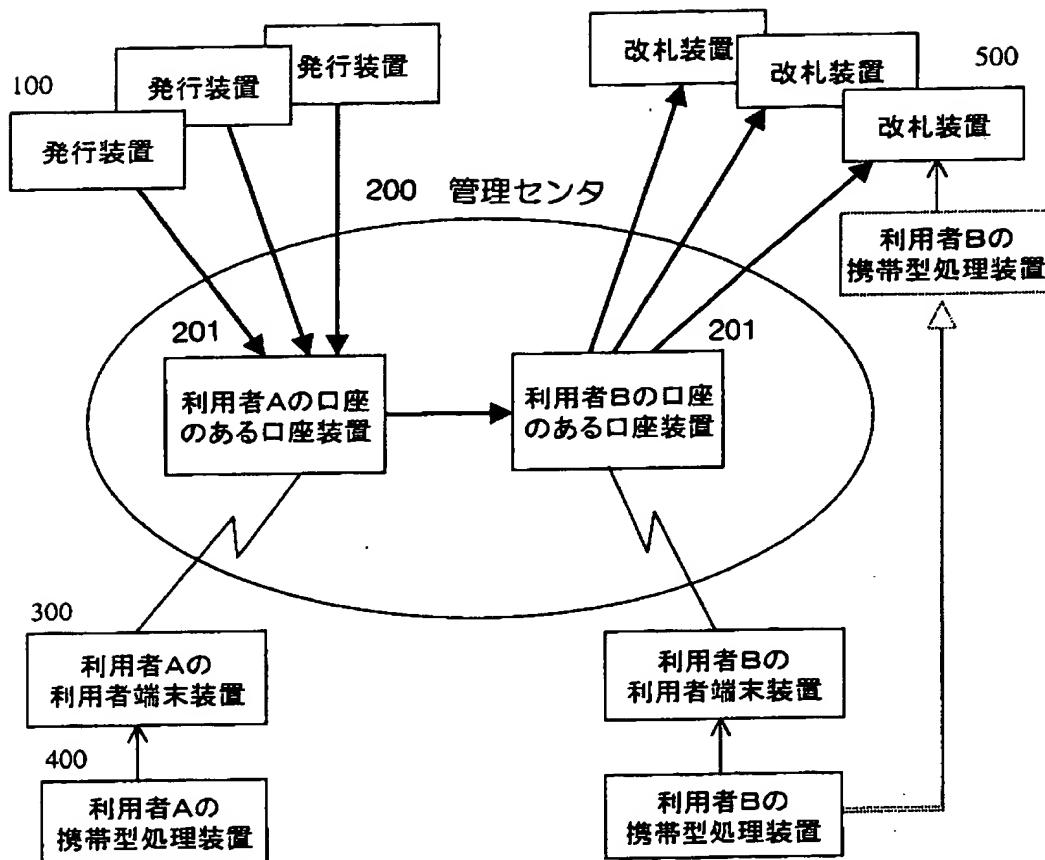 100
発行装置
発行装置
発行装置
改札装置
改札装置
改札装置
500
200 管理センタ
利用者Bの
携帯型処理装置
201
利用者Aの口座
のある口座装置
201
利用者Bの口座
のある口座装置
300
利用者Aの
利用者端末装置
利用者Bの
利用者端末装置
400
利用者Aの
携帯型処理装置
利用者Bの
携帯型処理装置